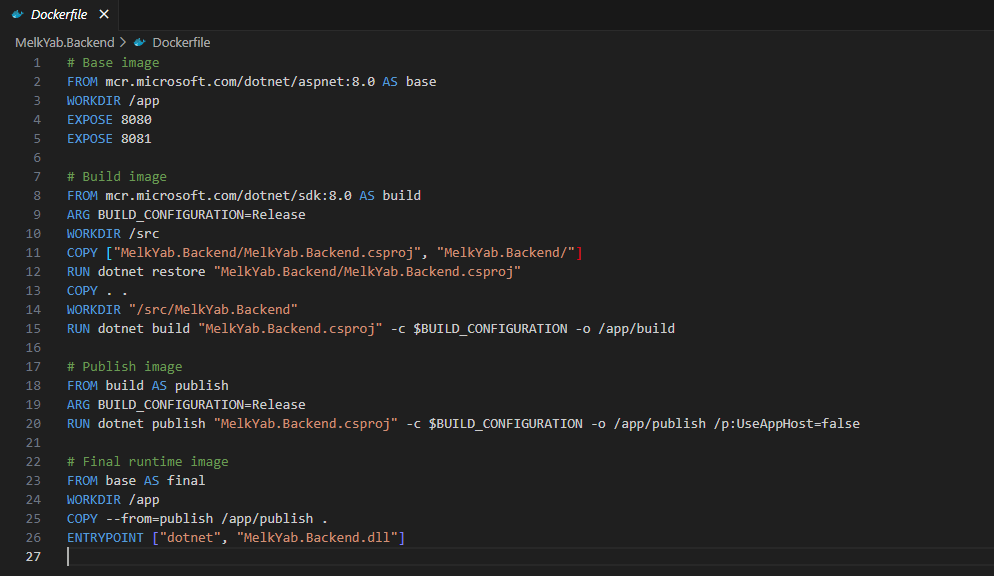 Dockerfile ×
MelkYab.Backend > Dockerfile
1 # Base image
2 FROM mcr.microsoft.com/dotnet/aspnet:8.0 AS base
3 WORKDIR /app
4 EXPOSE 8080
5 EXPOSE 8081
6
7 # Build image
8 FROM mcr.microsoft.com/dotnet/sdk:8.0 AS build
9 ARG BUILD_CONFIGURATION=Release
10 WORKDIR /src
11 COPY ["MelkYab.Backend/MelkYab.Backend.csproj", "MelkYab.Backend/"]
12 RUN dotnet restore "MelkYab.Backend/MelkYab.Backend.csproj"
13 COPY . .
14 WORKDIR "/src/MelkYab.Backend"
15 RUN dotnet build "MelkYab.Backend.csproj" -c $BUILD_CONFIGURATION -o /app/build
16
17 # Publish image
18 FROM build AS publish
19 ARG BUILD_CONFIGURATION=Release
20 RUN dotnet publish "MelkYab.Backend.csproj" -c $BUILD_CONFIGURATION -o /app/publish /p:UseAppHost=false
21
22 # Final runtime image
23 FROM base AS final
24 WORKDIR /app
25 COPY --from=publish /app/publish .
26 ENTRYPOINT ["dotnet", "MelkYab.Backend.dll"]
27